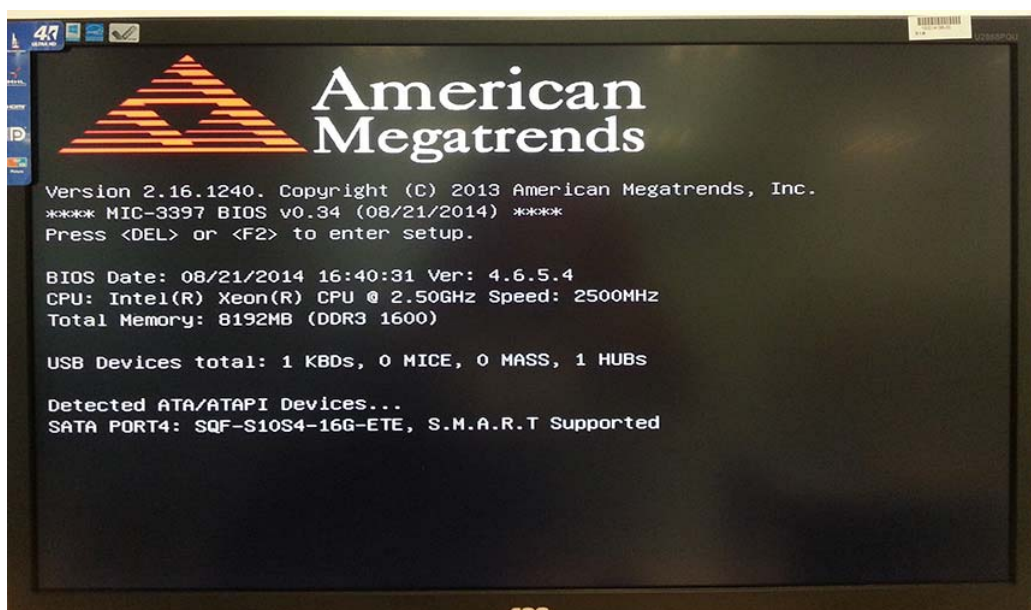 4K
ULTRA HD
U2868PQU
American
Megatrends
Version 2.16.1240. Copyright (C) 2013 American Megatrends, Inc.
**** MIC-3397 BIOS v0.34 (08/21/2014) ****
Press <DEL> or <F2> to enter setup.
BIOS Date: 08/21/2014 16:40:31 Ver: 4.6.5.4
CPU: Intel(R) Xeon(R) CPU @ 2.50GHz Speed: 2500MHz
Total Memory: 8192MB (DDR3 1600)
USB Devices total: 1 KBDs, 0 MICE, 0 MASS, 1 HUBs
Detected ATA/ATAPI Devices...
SATA PORT4: SQF-S10S4-16G-ETE, S.M.A.R.T Supported